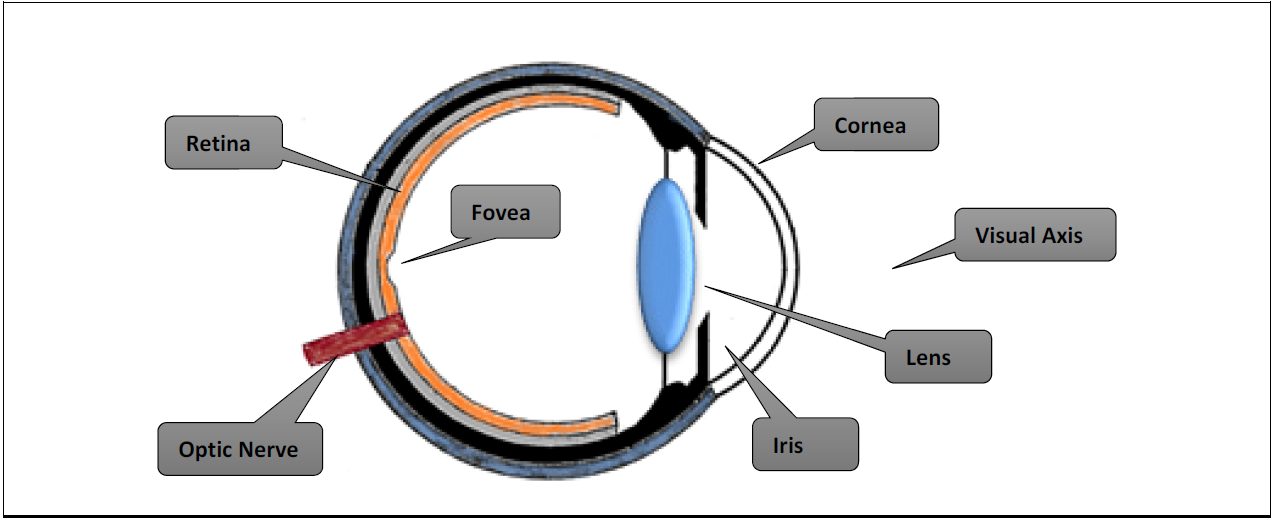 Cornea
Retina
Fovea
Visual Axis
Lens
Optic Nerve
Iris